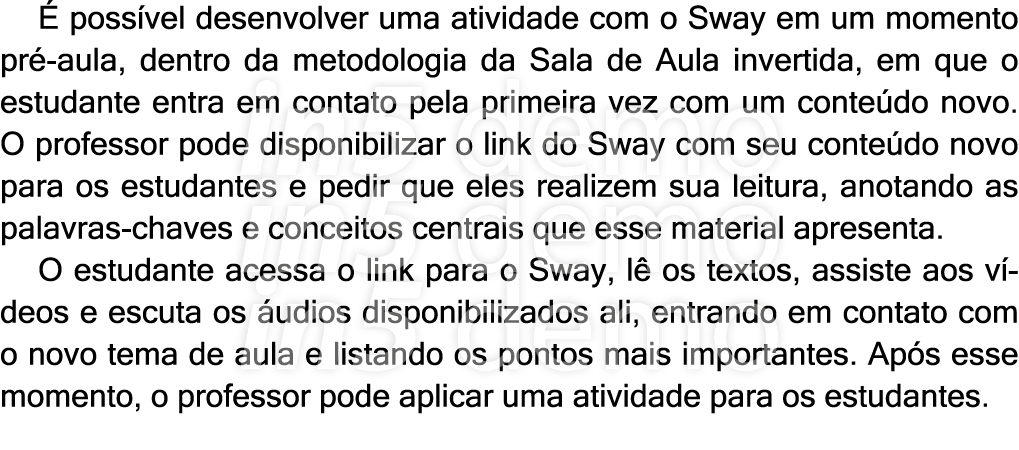 É possível desenvolver uma atividade com o Sway em um momento
pré-aula, dentro da metodologia da Sala de Aula invertida, em que o
estudante entra em contato pela primeira vez com um conteúdo novo.
O professor pode disponibilizar o link do Sway com seu conteúdo novo
para os estudantes e pedir que eles realizem sua leitura, anotando as
palavras-chaves e conceitos centrais que esse material apresenta.
O estudante acessa o link para o Sway, lê os textos, assiste aos ví-
deos e escuta os áudios disponibilizados ali, entrando em contato com
o novo tema de aula e listando os pontos mais importantes. Após esse
momento, o professor pode aplicar uma atividade para os estudantes.
in5 demo
in5 demo
in5 demo